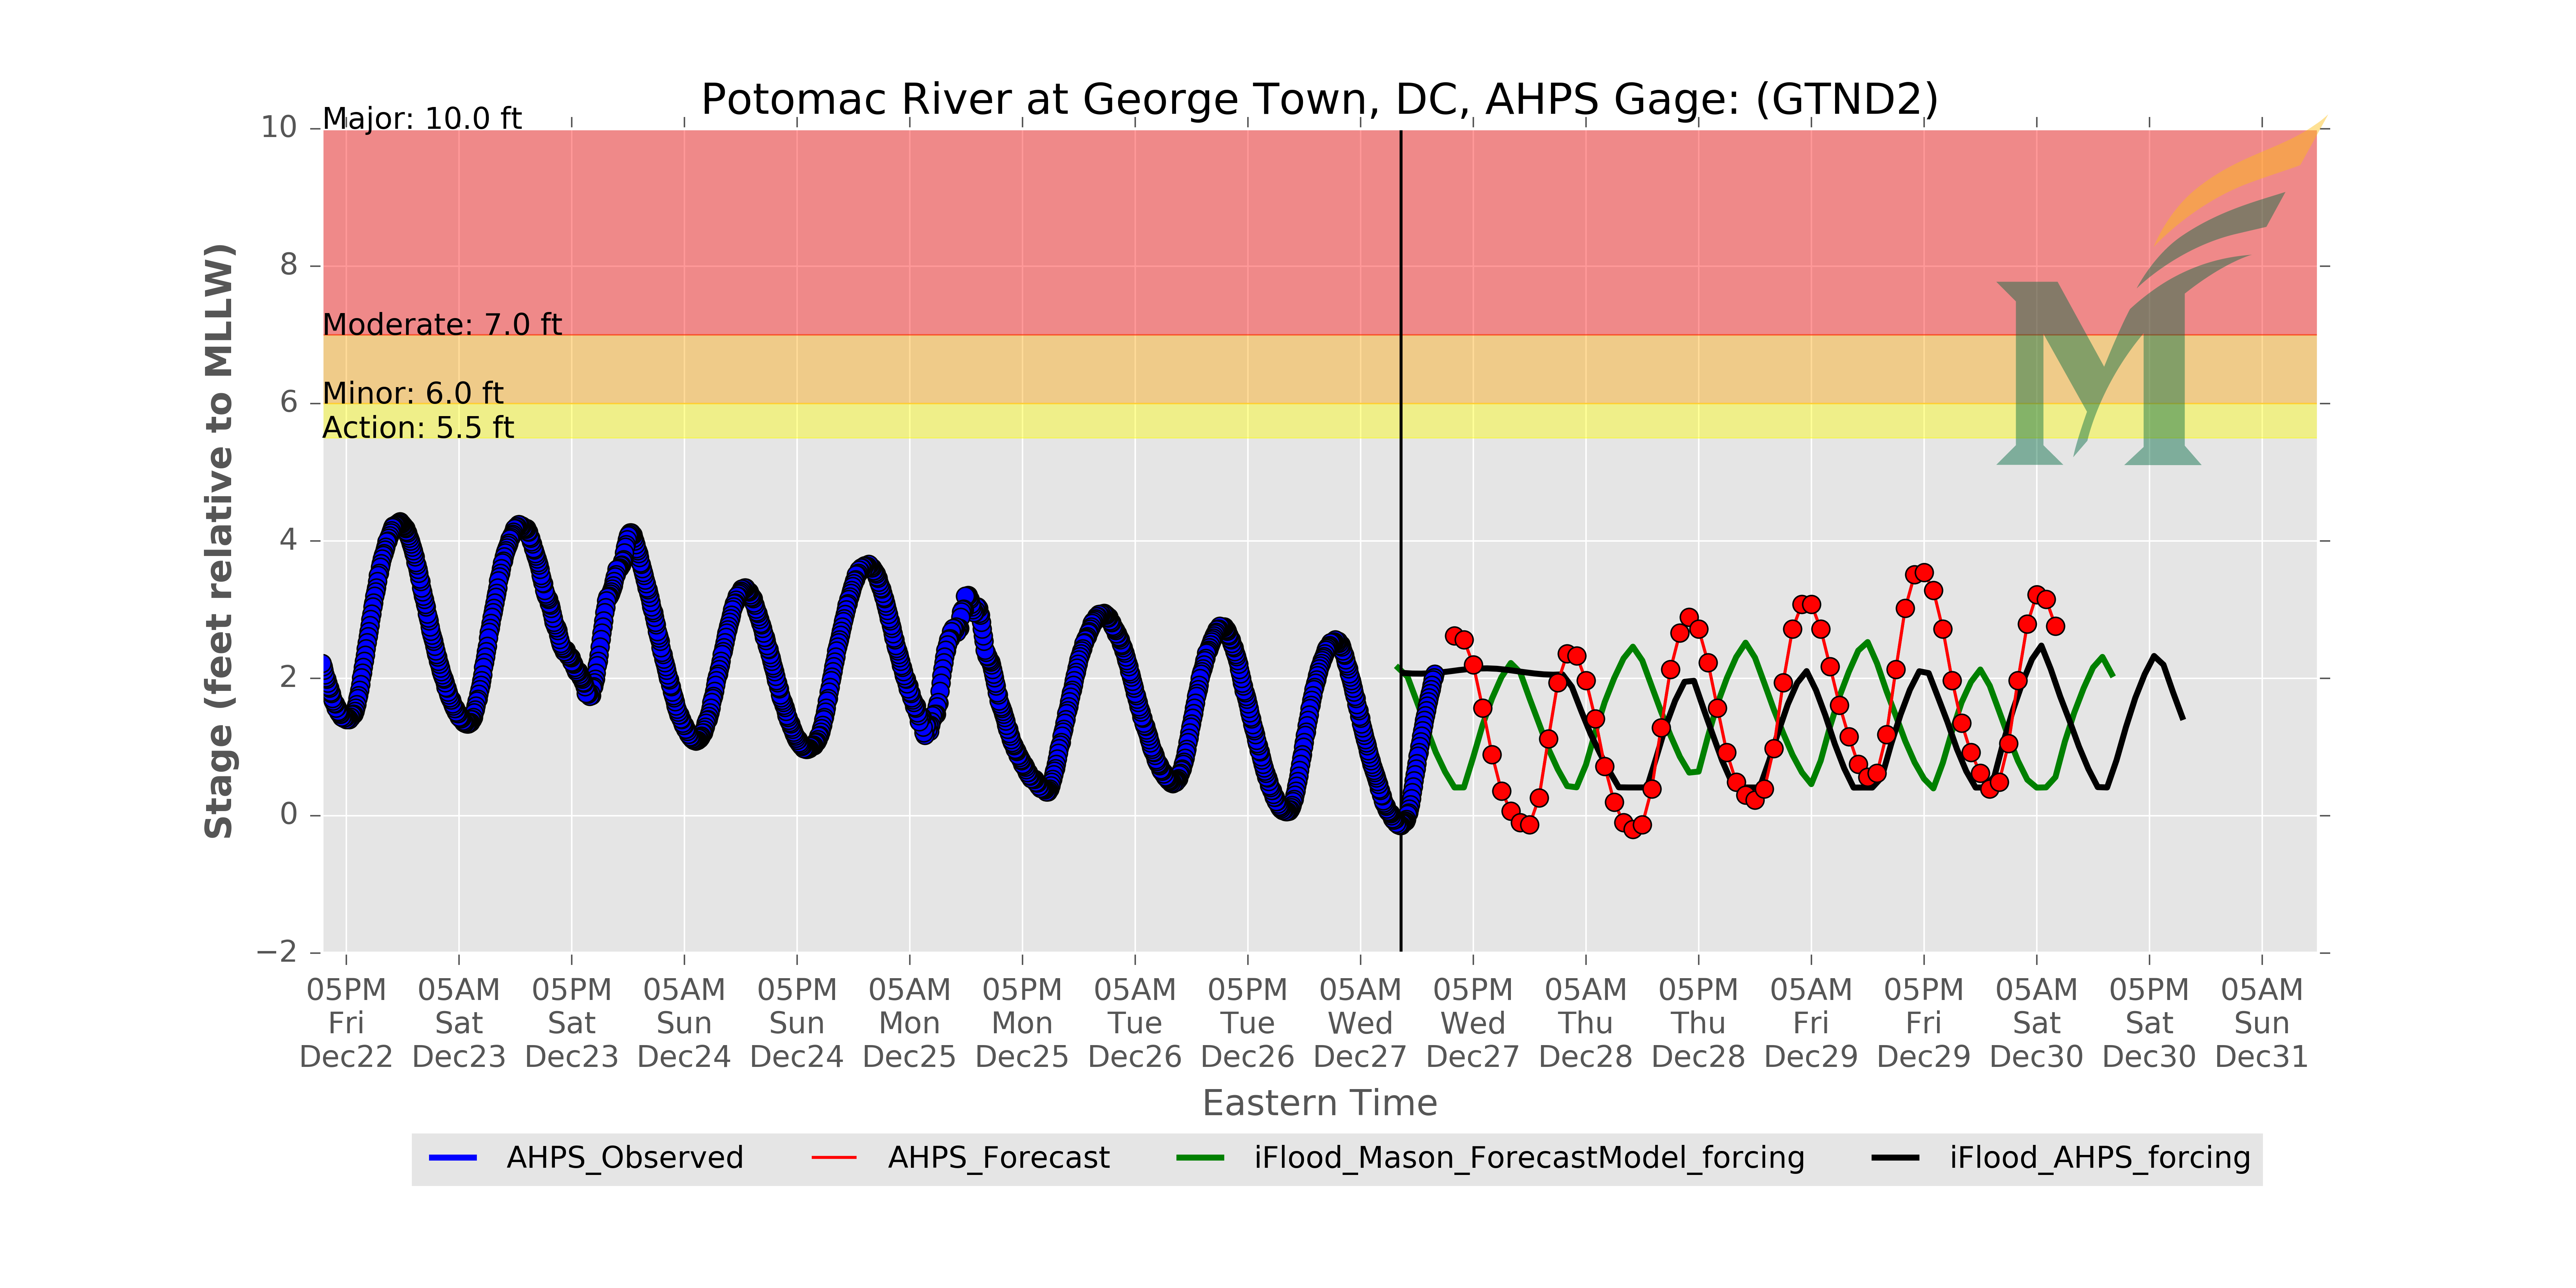 Potomac River at George Town, DC, AHPS Gage: (GTND2)
Major: 10.0 ft
Moderate: 7.0 ft
Minor: 6.0 ft
Action: 5.5 ft
10
8
6
4
2
0
−2
Stage (feet relative to MLLW)
M
05PM 05AM 05PM 05AM 05PM 05AM 05PM 05AM 05PM 05AM 05PM 05AM 05PM 05AM 05PM 05AM 05PM 05AM
Fri Sat Sat Sun Sun Mon Mon Tue Tue Wed Wed Thu Thu Fri Fri Sat Sat Sun
Dec22 Dec23 Dec23 Dec24 Dec24 Dec25 Dec25 Dec26 Dec26 Dec27 Dec27 Dec28 Dec28 Dec29 Dec29 Dec30 Dec30 Dec31
Eastern Time
AHPS_Observed AHPS_Forecast iFlood_Mason_ForecastModel_forcing iFlood_AHPS_forcing